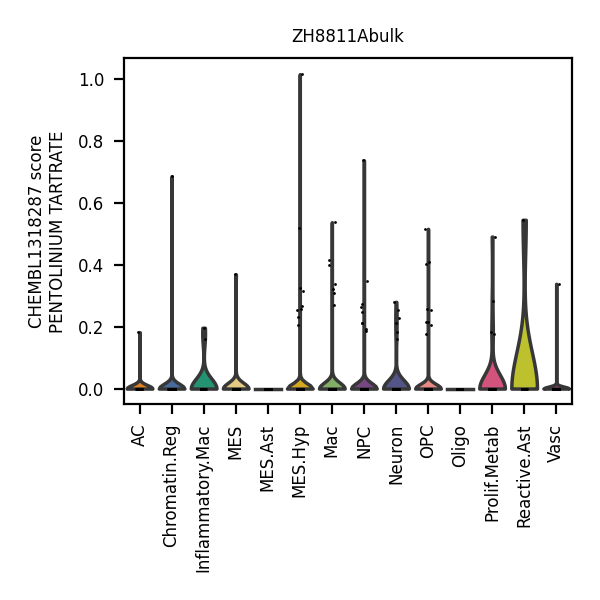 ZH8811Abulk
CHEMBL1318287 score
PENTOLINIUM TARTRATE
1.0
0.8
0.6
0.4
0.2
0.0
AC
Chromatin.Reg
Inflammatory.Mac
MES
MES.Ast
MES.Hyp
Mac
NPC
Neuron
OPC
Oligo
Prolif.Metab
Reactive.Ast
Vasc